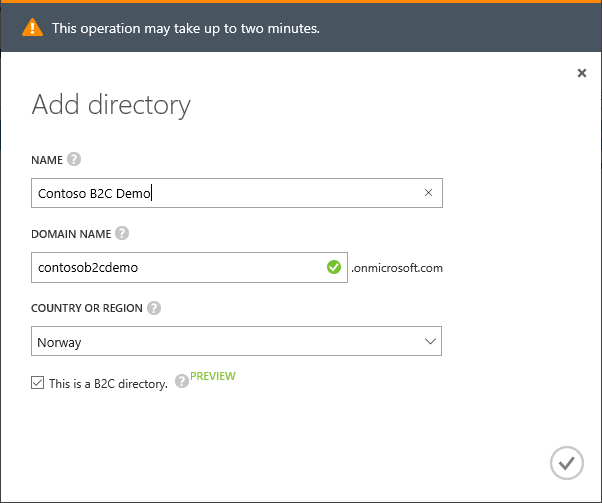 This operation may take up to two minutes.
Add directory
NAME ?
Contoso B2C Demo
DOMAIN NAME ?
contosob2cdemo .onmicrosoft.com
COUNTRY OR REGION ?
Norway
This is a B2C directory. ? PREVIEW